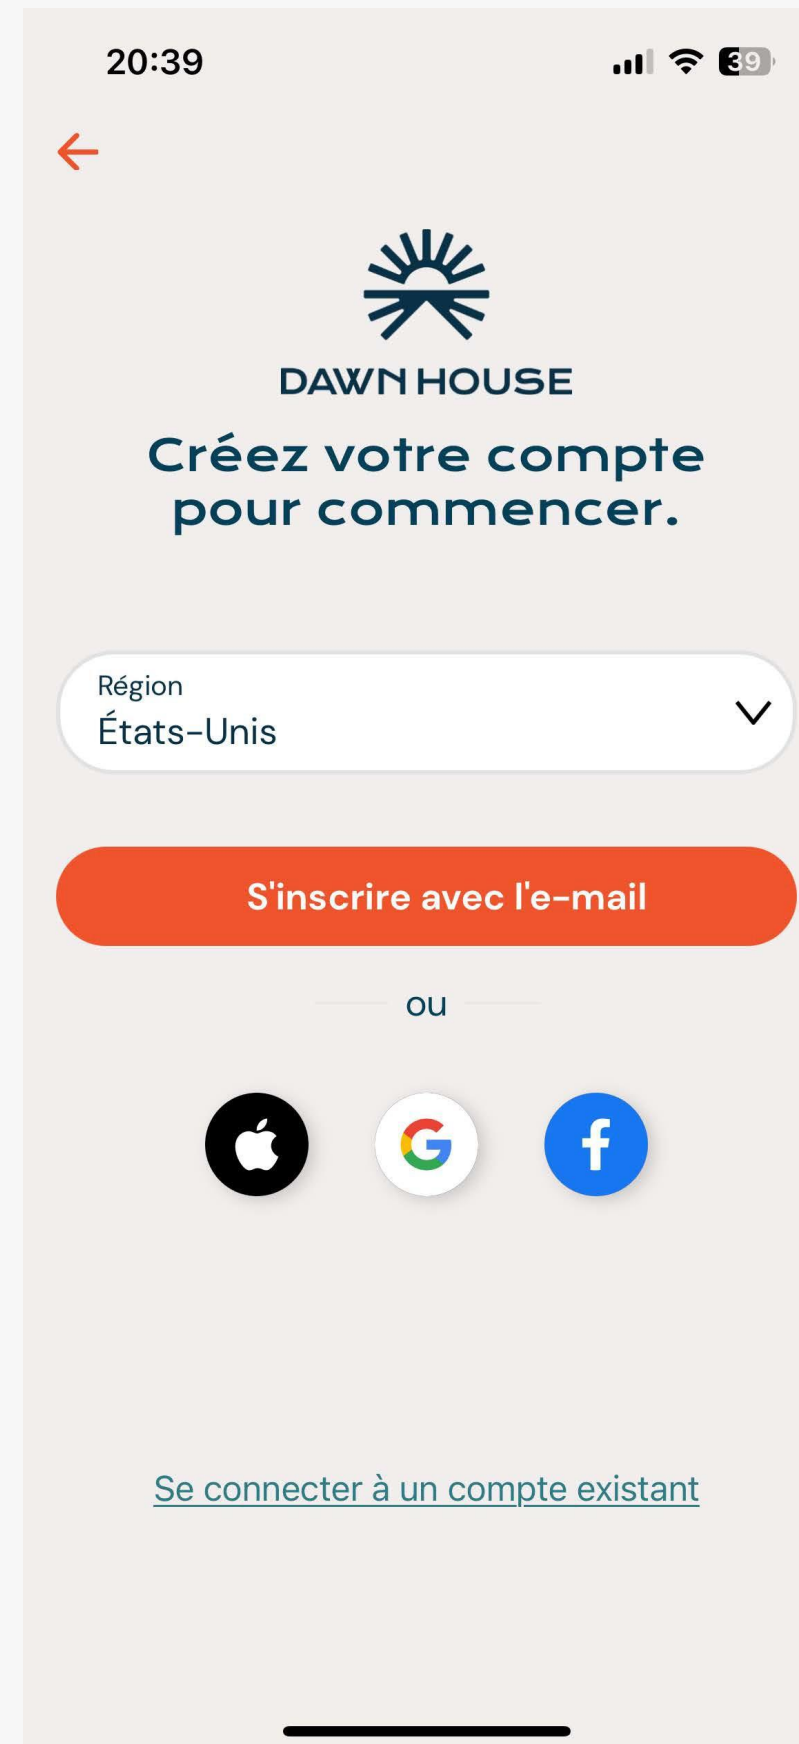 20:39
39
DAWN HOUSE
Créez votre compte
pour commencer.
Région
États-Unis
S'inscrire avec l'e-mail
ou
Se connecter à un compte existant